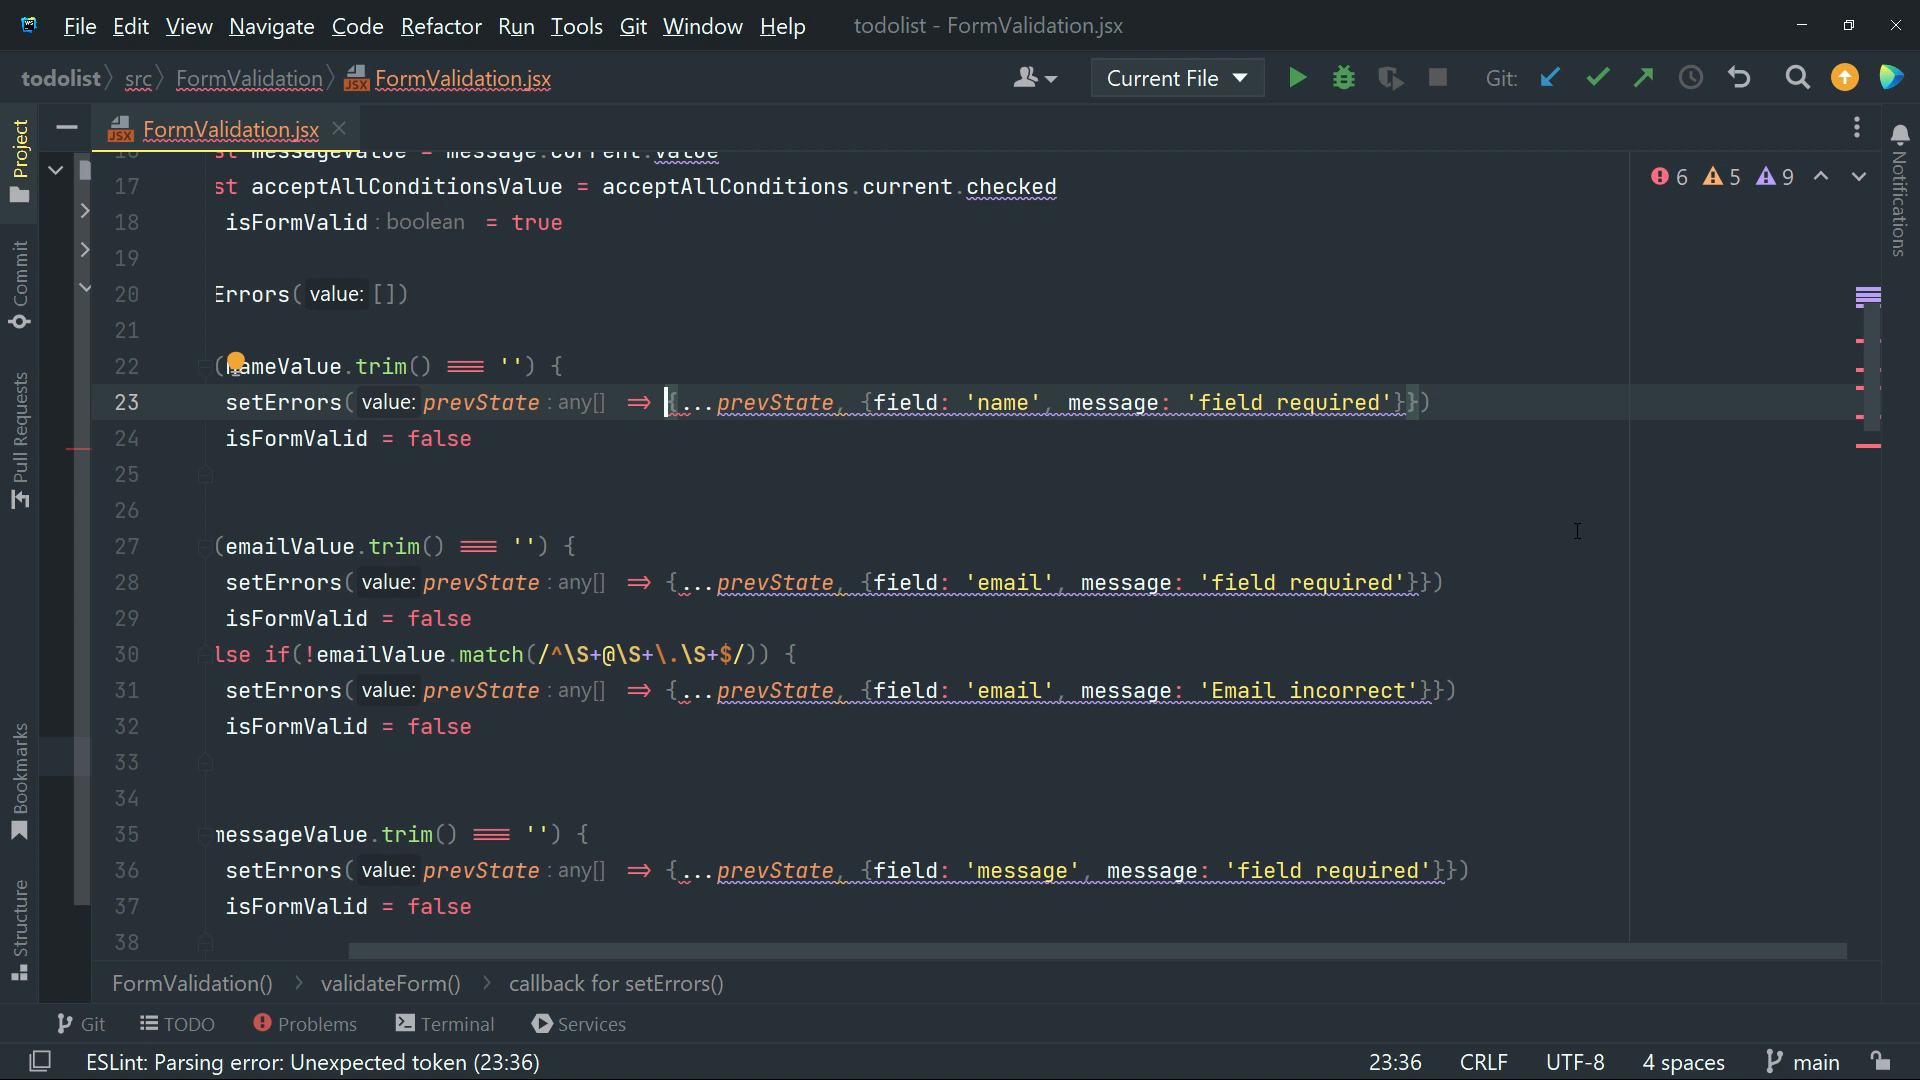 File Edit View Navigate Code Refactor Run Tools Git Window Help todolist - FormValidation.jsx
todolist src FormValidation FormValidation.jsx Current File Git:
FormValidation.jsx
Project
Commit
Pull Requests
Bookmarks
Structure
Notifications
6 5 9
16 st messageValue = message.current.value
17 st acceptAllConditionsValue = acceptAllConditions.current.checked
18 isFormValid : boolean = true
19
20 Errors( value: [])
21
22 (nameValue.trim() === '') {
23 setErrors( value: prevState : any[] => {...prevState, {field: 'name', message: 'field required'}})
24 isFormValid = false
25
26
27 (emailValue.trim() === '') {
28 setErrors( value: prevState : any[] => {...prevState, {field: 'email', message: 'field required'}})
29 isFormValid = false
30 lse if(!emailValue.match(/^\S+@\S+\.\S+$/)) {
31 setErrors( value: prevState : any[] => {...prevState, {field: 'email', message: 'Email incorrect'}})
32 isFormValid = false
33
34
35 messageValue.trim() === '') {
36 setErrors( value: prevState : any[] => {...prevState, {field: 'message', message: 'field required'}})
37 isFormValid = false
38
FormValidation() > validateForm() > callback for setErrors()
Git TODO Problems Terminal Services
ESLint: Parsing error: Unexpected token (23:36) 23:36 CRLF UTF-8 4 spaces main